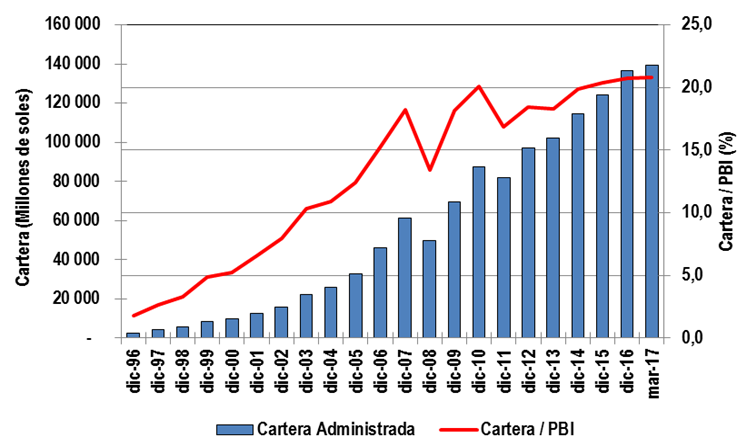 160 000
140 000
120 000
100 000
80 000
60 000
40 000
20 000
-
Cartera (Millones de soles)
25,0
20,0
15,0
10,0
5,0
0,0
Cartera / PBI (%)
dic-96
dic-97
dic-98
dic-99
dic-00
dic-01
dic-02
dic-03
dic-04
dic-05
dic-06
dic-07
dic-08
dic-09
dic-10
dic-11
dic-12
dic-13
dic-14
dic-15
dic-16
mar-17
Cartera Administrada
Cartera / PBI